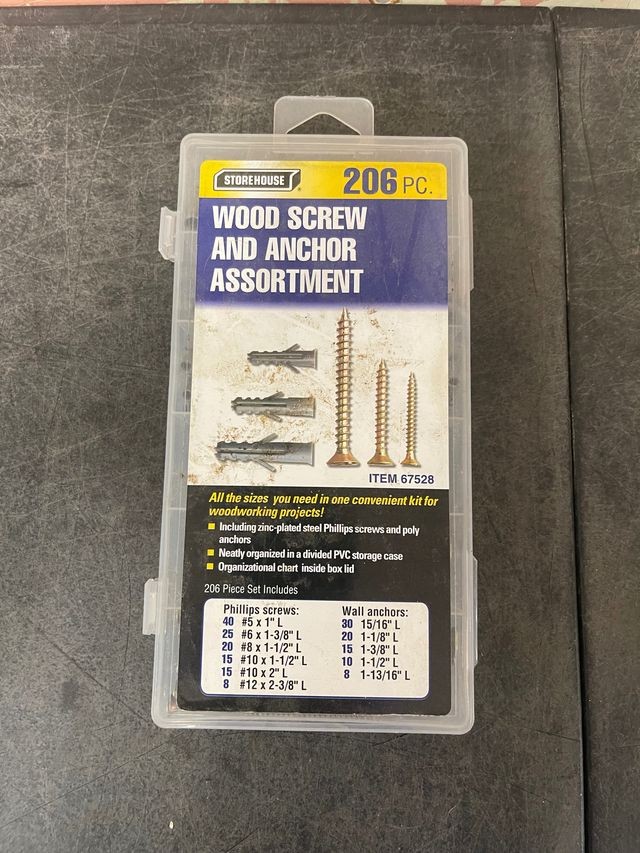 STOREHOUSE ®
206 PC.
WOOD SCREW
AND ANCHOR
ASSORTMENT
ITEM 67528
All the sizes you need in one convenient kit for
woodworking projects!
Including zinc-plated steel Phillips screws and poly
anchors
Neatly organized in a divided PVC storage case
Organizational chart inside box lid
206 Piece Set Includes
Phillips screws:
40 #5 x 1" L
25 #6 x 1-3/8" L
20 #8 x 1-1/2" L
15 #10 x 1-1/2" L
15 #10 x 2" L
8 #12 x 2-3/8" L
Wall anchors:
30 15/16" L
20 1-1/8" L
15 1-3/8" L
10 1-1/2" L
8 1-13/16" L